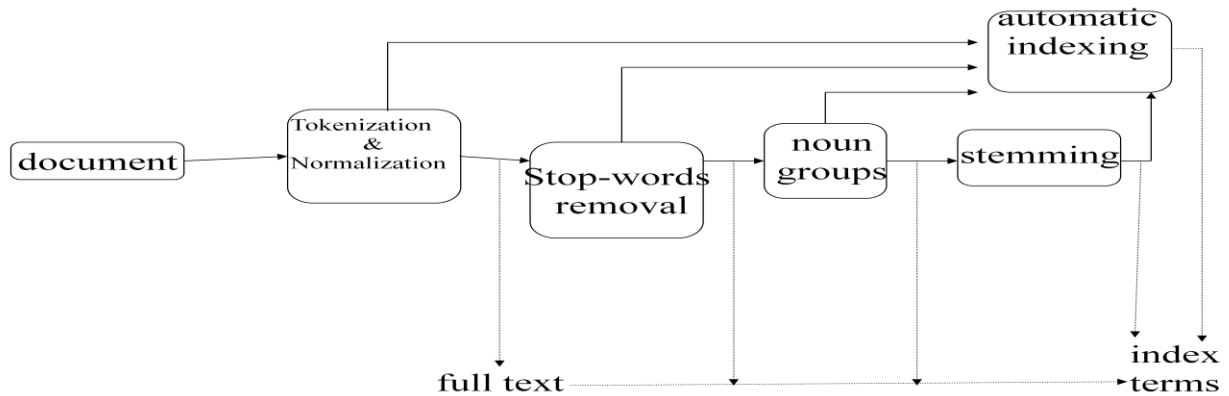 automatic
indexing
Tokenization
&
Normalization
document
Stop-words
removal
noun
groups
stemming
full text
index
terms